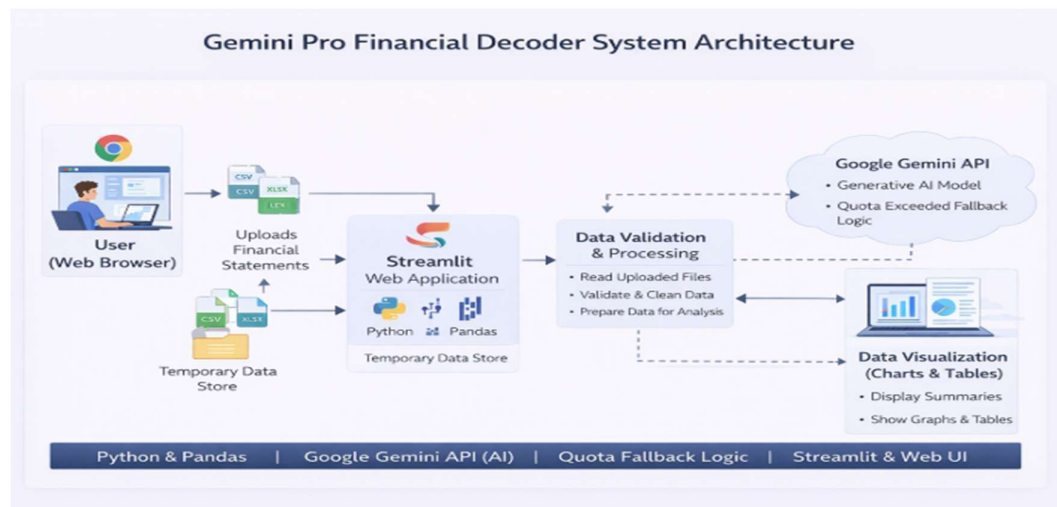 Gemini Pro Financial Decoder System Architecture
User
(Web Browser)
CSV
CSV
XLSX
Uploads
Financial
Statements
CSV
XLSX
Temporary Data
Store
Streamlit
Web Application
Python
Pandas
Temporary Data Store
Data Validation
& Processing
• Read Uploaded Files
• Validate & Clean Data
• Prepare Data for Analysis
Google Gemini API
• Generative AI Model
• Quota Exceeded Fallback
Logic
Data Visualization
(Charts & Tables)
• Display Summaries
• Show Graphs & Tables
Python & Pandas | Google Gemini API (AI) | Quota Fallback Logic | Streamlit & Web UI